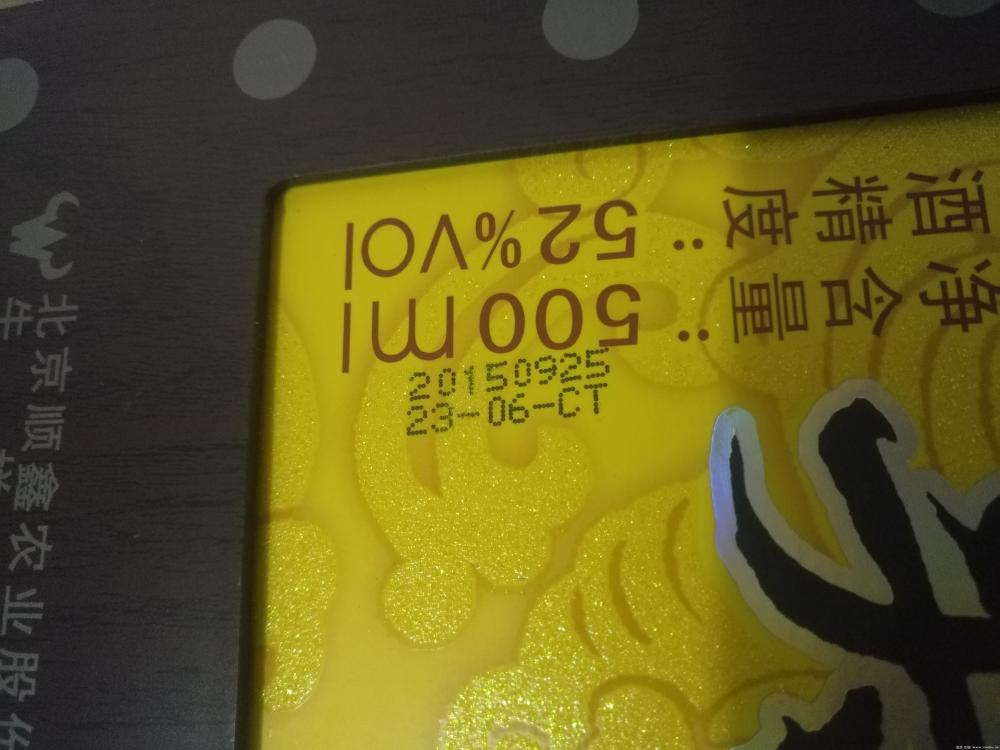 酒精度：52%vol
净含量：500ml
20150925
23-06-CT
北京顺鑫农业股份
牛